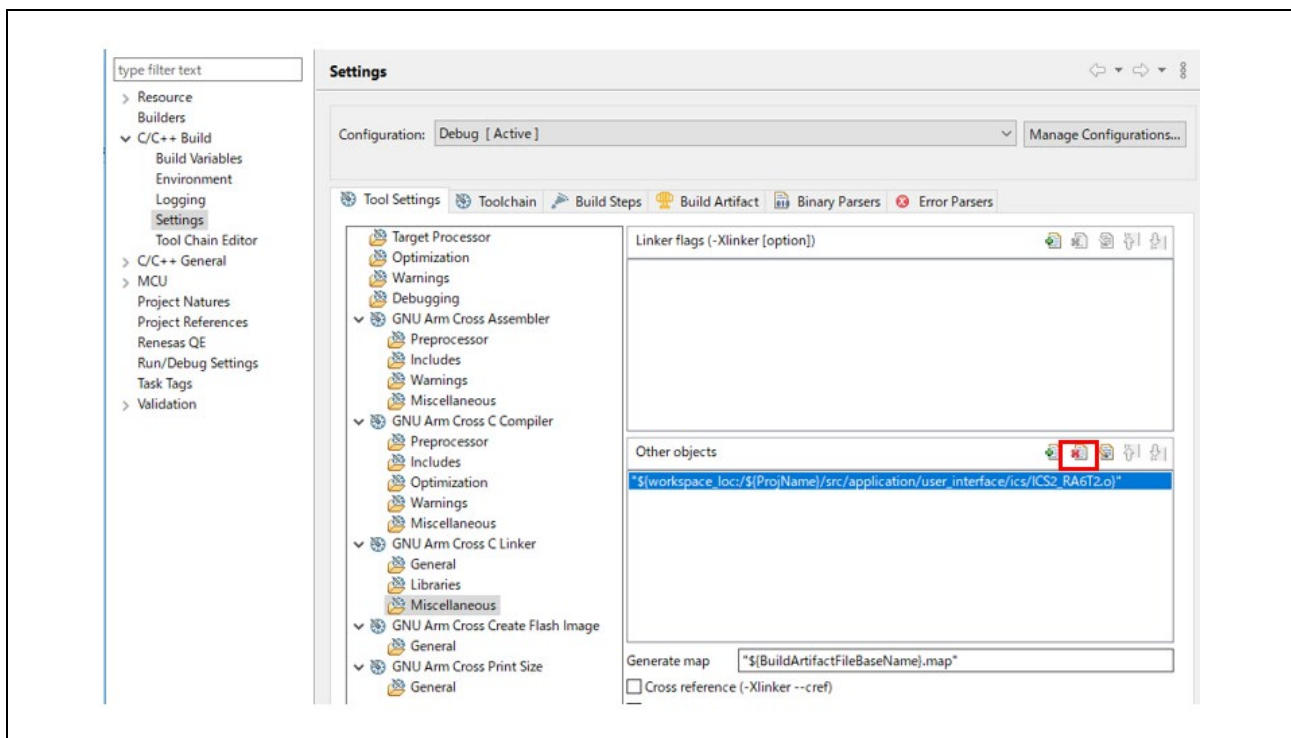 type filter text
Resource
Builders
C/C++ Build
Build Variables
Environment
Logging
Settings
Tool Chain Editor
C/C++ General
MCU
Project Natures
Project References
Renesas QE
Run/Debug Settings
Task Tags
Validation
Settings
Configuration: Debug [ Active ] Manage Configurations...
Tool Settings Toolchain Build Steps Build Artifact Binary Parsers Error Parsers
Target Processor
Optimization
Warnings
Debugging
GNU Arm Cross Assembler
Preprocessor
Includes
Warnings
Miscellaneous
GNU Arm Cross C Compiler
Preprocessor
Includes
Optimization
Warnings
Miscellaneous
GNU Arm Cross C Linker
General
Libraries
Miscellaneous
GNU Arm Cross Create Flash Image
General
GNU Arm Cross Print Size
General
Linker flags (-Xlinker [option])
Other objects
"${workspace_loc:/${ProjName}/src/application/user_interface/ics/ICS2_RA6T2.o}"
Generate map "${BuildArtifactFileBaseName}.map"
Cross reference (-Xlinker --cref)